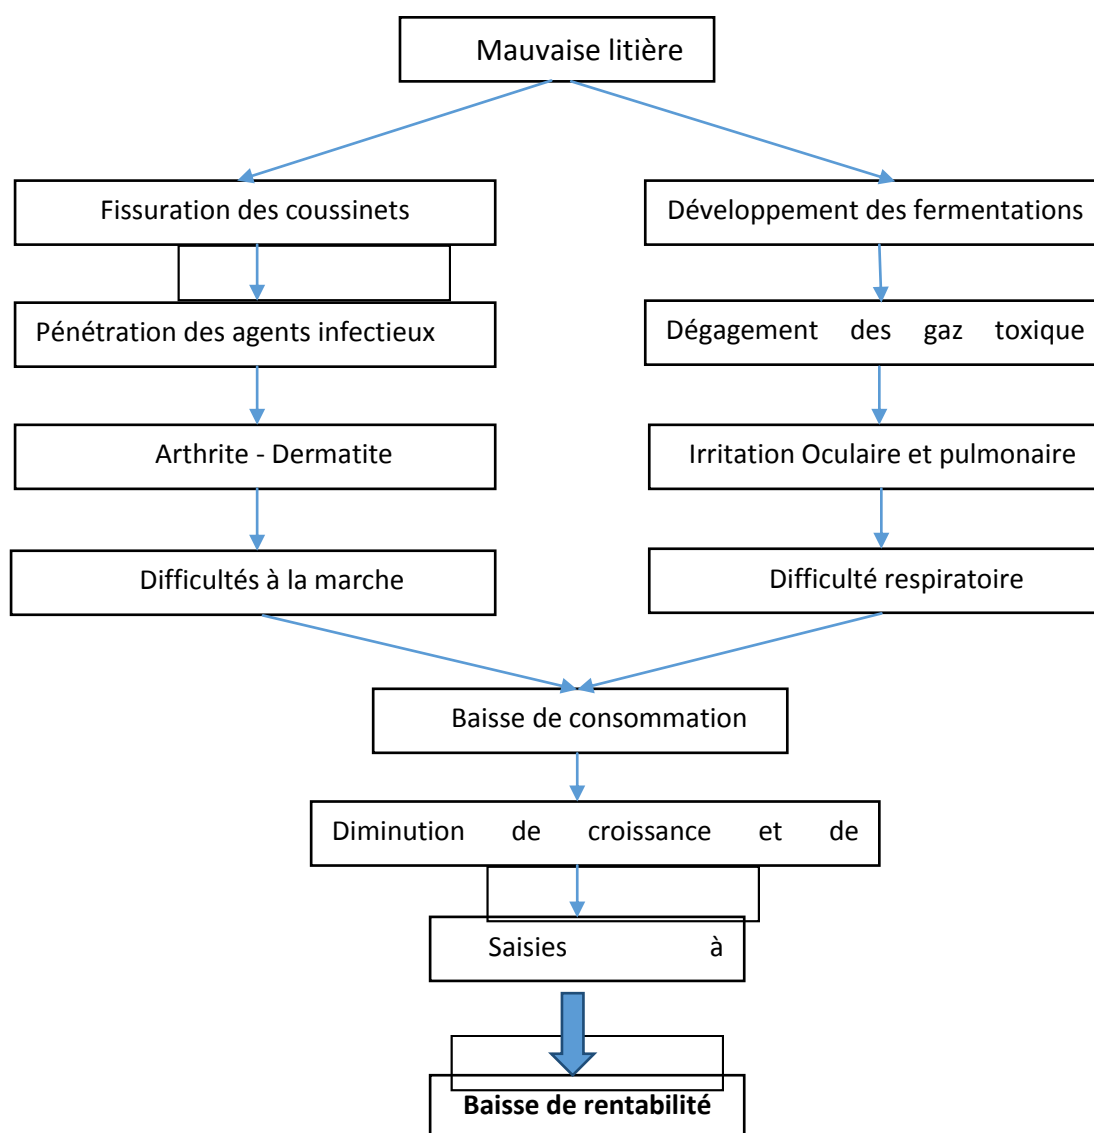 Mauvaise litière
Fissuration des coussinets
Développement des fermentations
Pénétration des agents infectieux
Dégagement des gaz toxique
Arthrite - Dermatite
Irritation Oculaire et pulmonaire
Difficultés à la marche
Difficulté respiratoire
Baisse de consommation
Diminution de croissance et de
Saisies à
Baisse de rentabilité